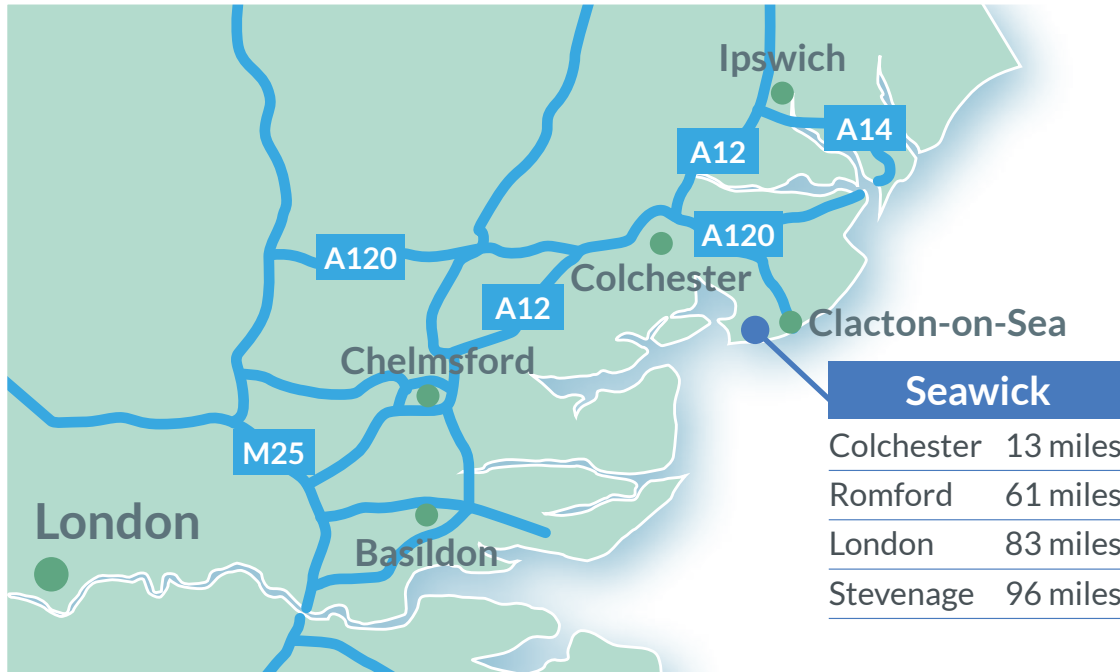 Ipswich
A14
A12
A120
A120
Colchester
A12
Clacton-on-Sea
Chelmsford
Seawick
Colchester 13 miles
M25
Romford 61 miles
London
London 83 miles
Basildon
Stevenage 96 miles